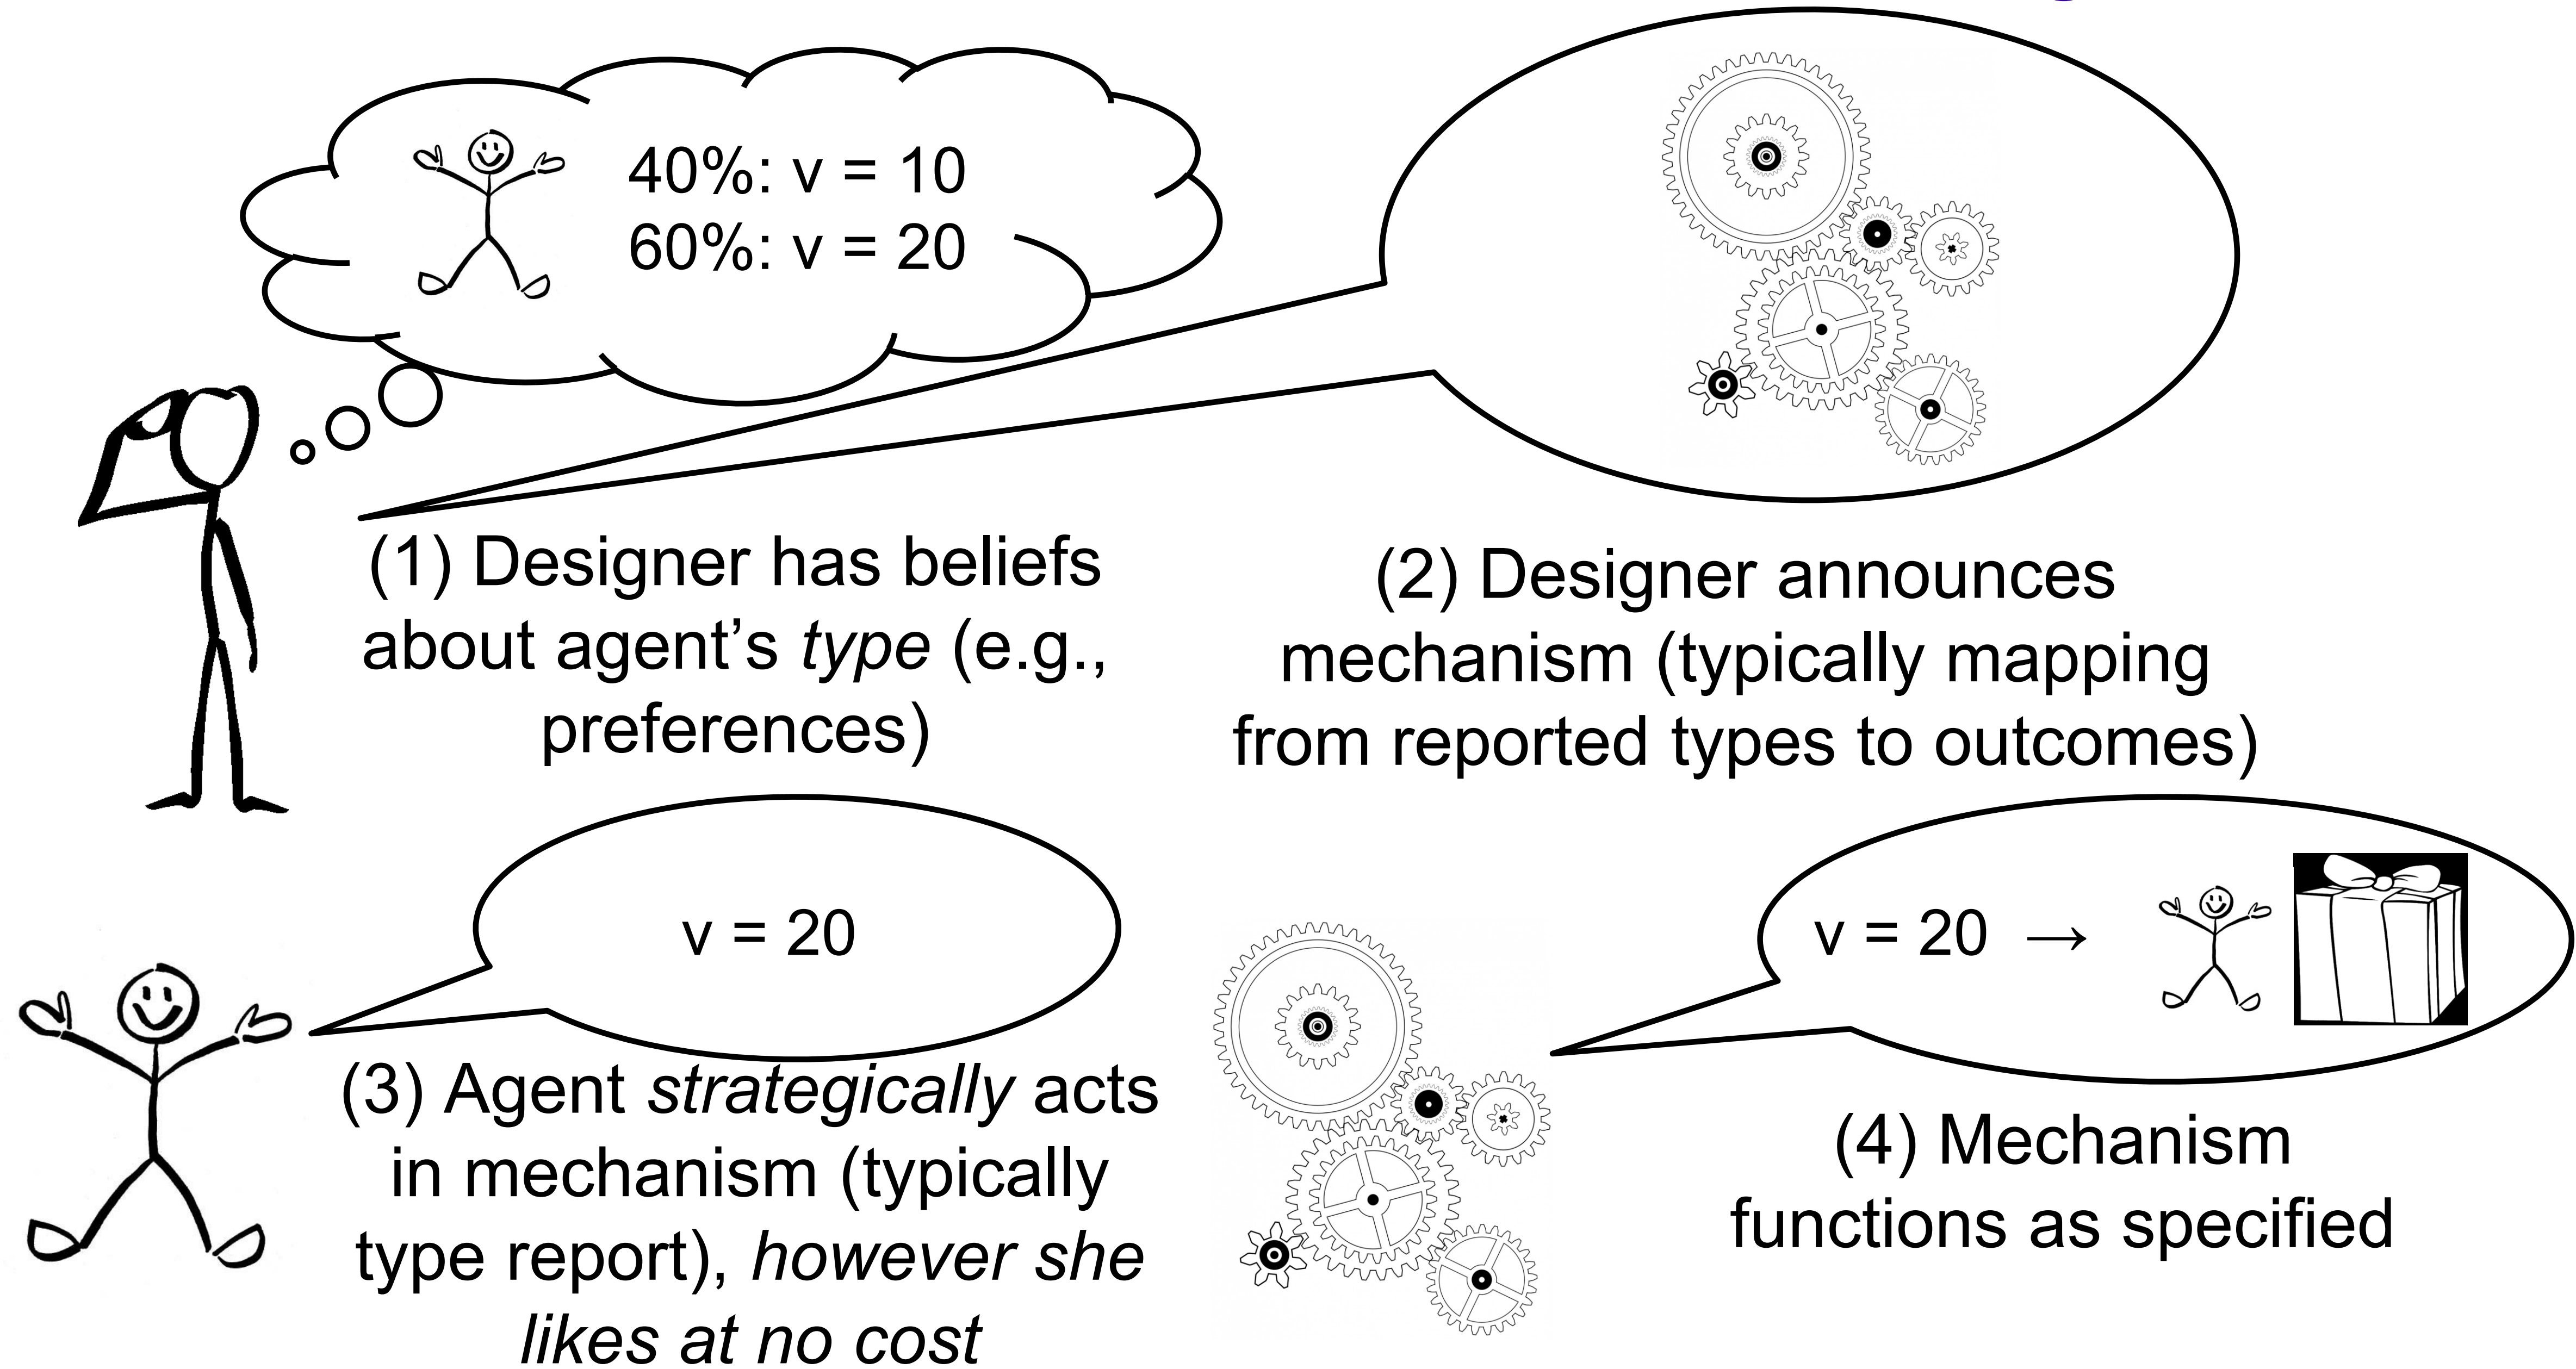 40%: v = 10
60%: v = 20
(1) Designer has beliefs
about agent’s type (e.g.,
preferences)
(2) Designer announces
mechanism (typically mapping
from reported types to outcomes)
v = 20
(3) Agent strategically acts
in mechanism (typically
type report), however she
likes at no cost
v = 20 →
(4) Mechanism
functions as specified